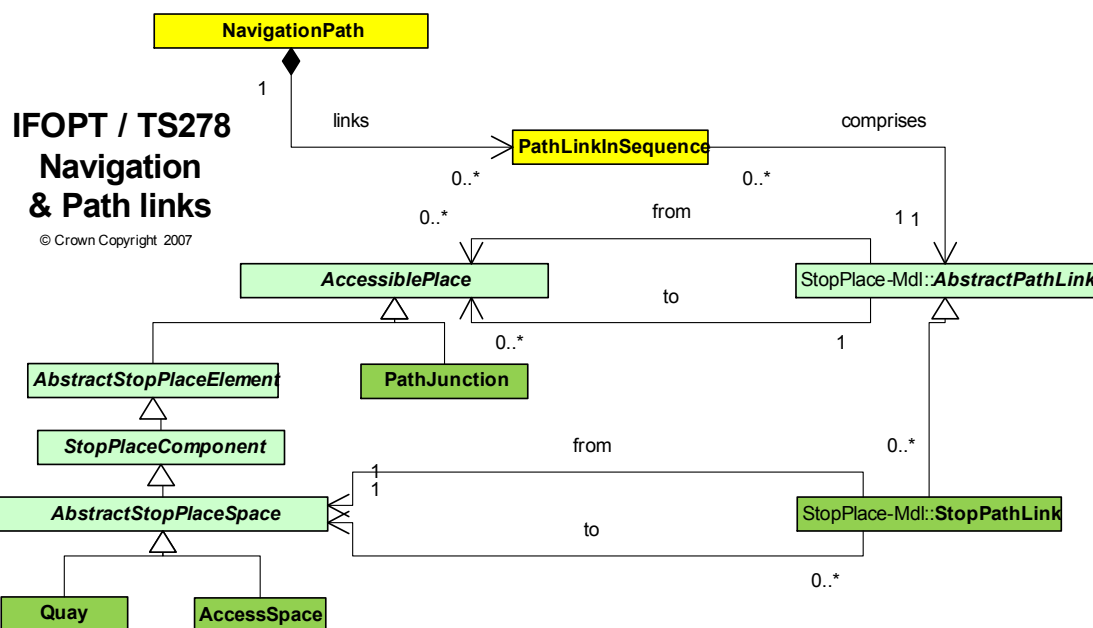 NavigationPath
1
IFOPT / TS278
Navigation
& Path links
© Crown Copyright 2007
links
comprises
PathLinkInSequence
0..*
0..*
0..*
from
1
1
AccessiblePlace
StopPlace-Mdl::AbstractPathLink
to
0..*
1
AbstractStopPlaceElement
PathJunction
StopPlaceComponent
from
0..*
1
1
AbstractStopPlaceSpace
StopPlace-Mdl::StopPathLink
to
0..*
Quay
AccessSpace